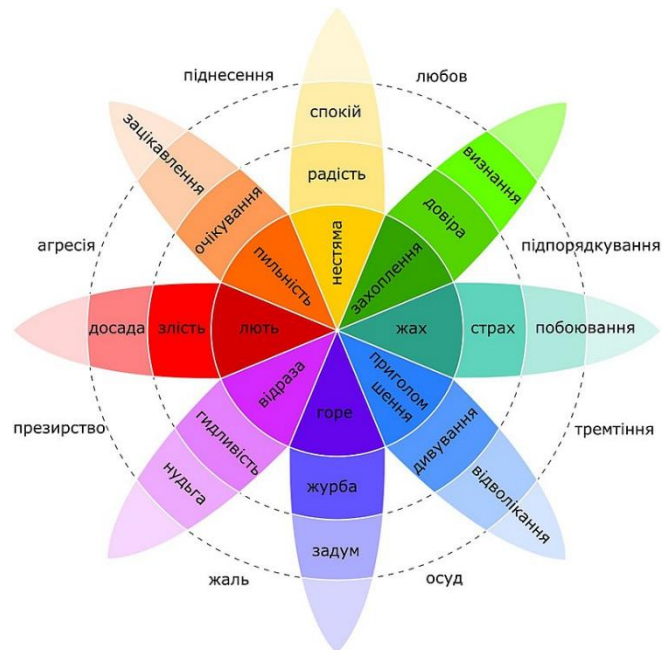 піднесення
любов
спокій
зацікавлення
визнання
радість
очікування
довіра
агресія
підпорядкування
пильність
нестяма
захоплення
досада
злість
лють
жах
страх
побоювання
відраза
горе
приголом
шення
презирство
гидливість
дивування
тремтіння
нудьга
журба
відволікання
задум
жаль
осуд